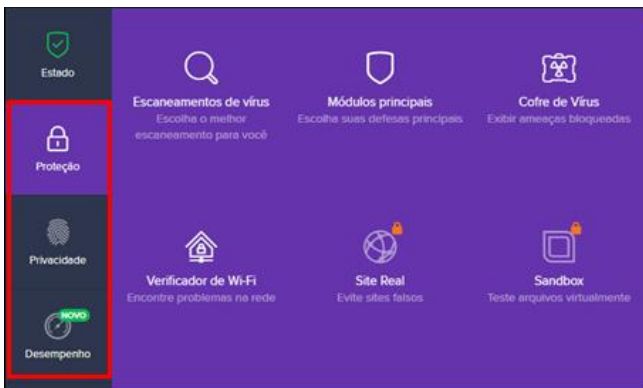 Estado
Proteção
Privacidade
NOVO
Desempenho
Escaneamentos de vírus
Escolha o melhor
escaneamento para você
Módulos principais
Escolha suas defesas principais
Cofre de Vírus
Exibir ameaças bloqueadas
Verificador de Wi-Fi
Encontre problemas na rede
Site Real
Evite sites falsos
Sandbox
Teste arquivos virtualmente